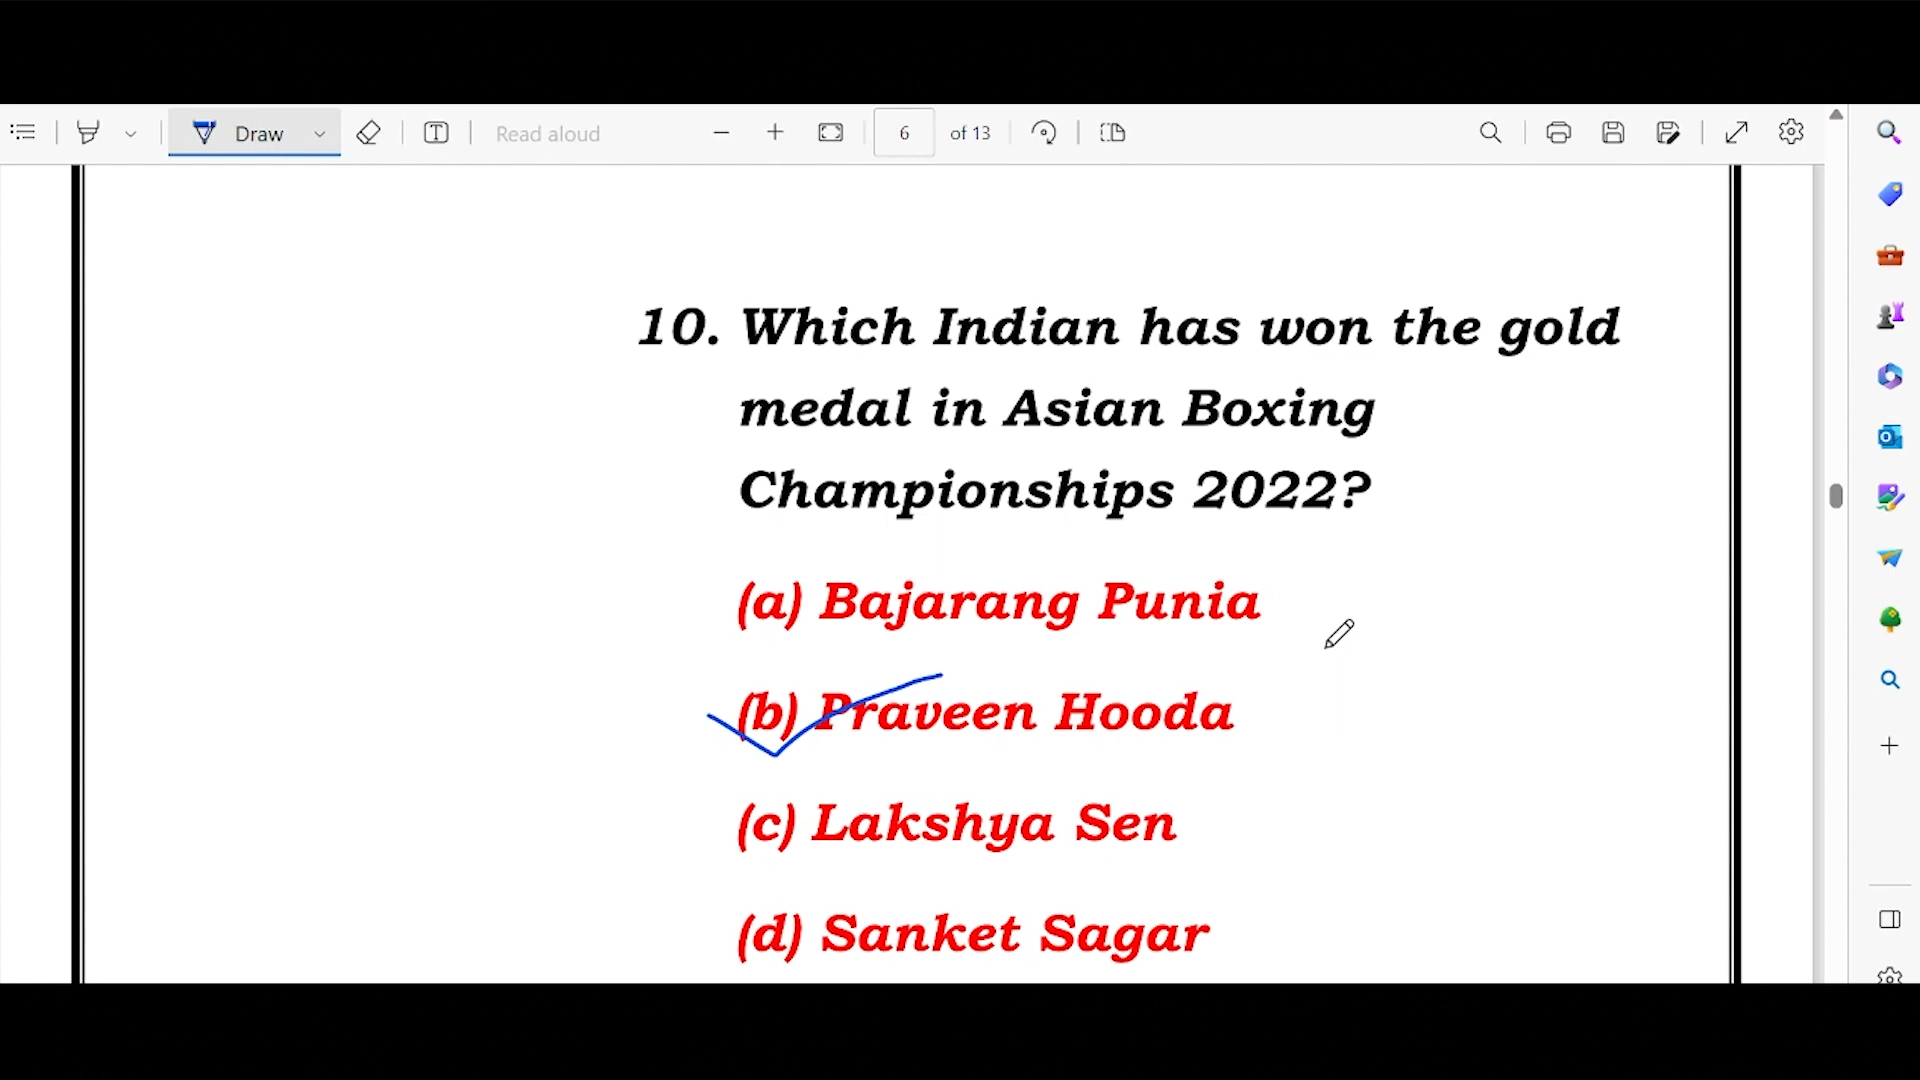 Draw
Read aloud
6 of 13
10. Which Indian has won the gold
medal in Asian Boxing
Championships 2022?
(a) Bajarang Punia
(b) Praveen Hooda
(c) Lakshya Sen
(d) Sanket Sagar